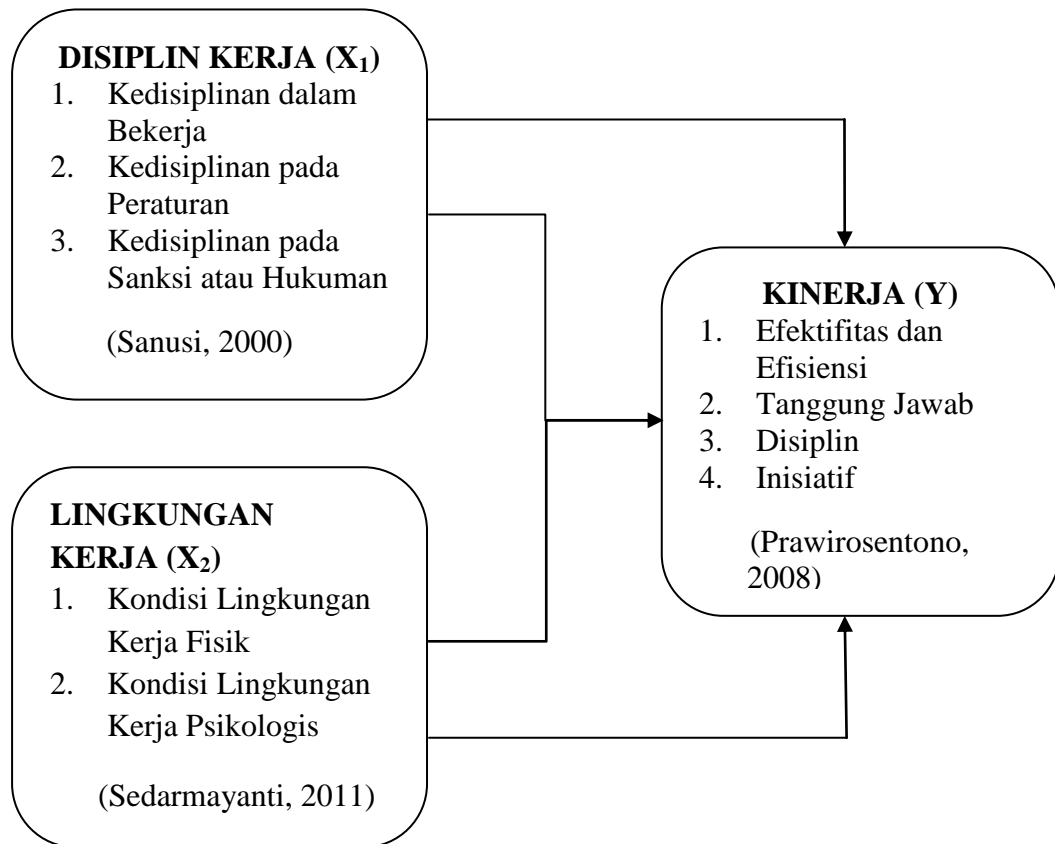 DISIPLIN KERJA (X₁)
1. Kedisiplinan dalam
Bekerja
2. Kedisiplinan pada
Peraturan
3. Kedisiplinan pada
Sanksi atau Hukuman
(Sanusi, 2000)
KINERJA (Y)
1. Efektifitas dan
Efisiensi
2. Tanggung Jawab
3. Disiplin
4. Inisiatif
(Prawirosentono,
2008)
LINGKUNGAN
KERJA (X₂)
1. Kondisi Lingkungan
Kerja Fisik
2. Kondisi Lingkungan
Kerja Psikologis
(Sedarmayanti, 2011)